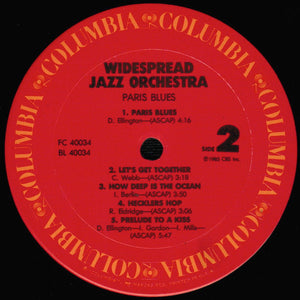 COLUMBIA COLUMBIA COLUMBIA COLUMBIA COLUMBIA COLUMBIA
WIDESPREAD
JAZZ ORCHESTRA
PARIS BLUES
FC 40034
BL 40034
1. PARIS BLUES
D. Ellington—(ASCAP) 4:16
SIDE 2
℗ 1985 CBS Inc.
2. LET'S GET TOGETHER
C. Webb—(ASCAP) 3:18
3. HOW DEEP IS THE OCEAN
I. Berlin—(ASCAP) 3:50
4. HECKLERS HOP
R. Eldridge—(ASCAP) 3:06
5. PRELUDE TO A KISS
D. Ellington—I. Gordon—I. Mills—
(ASCAP) 5:47